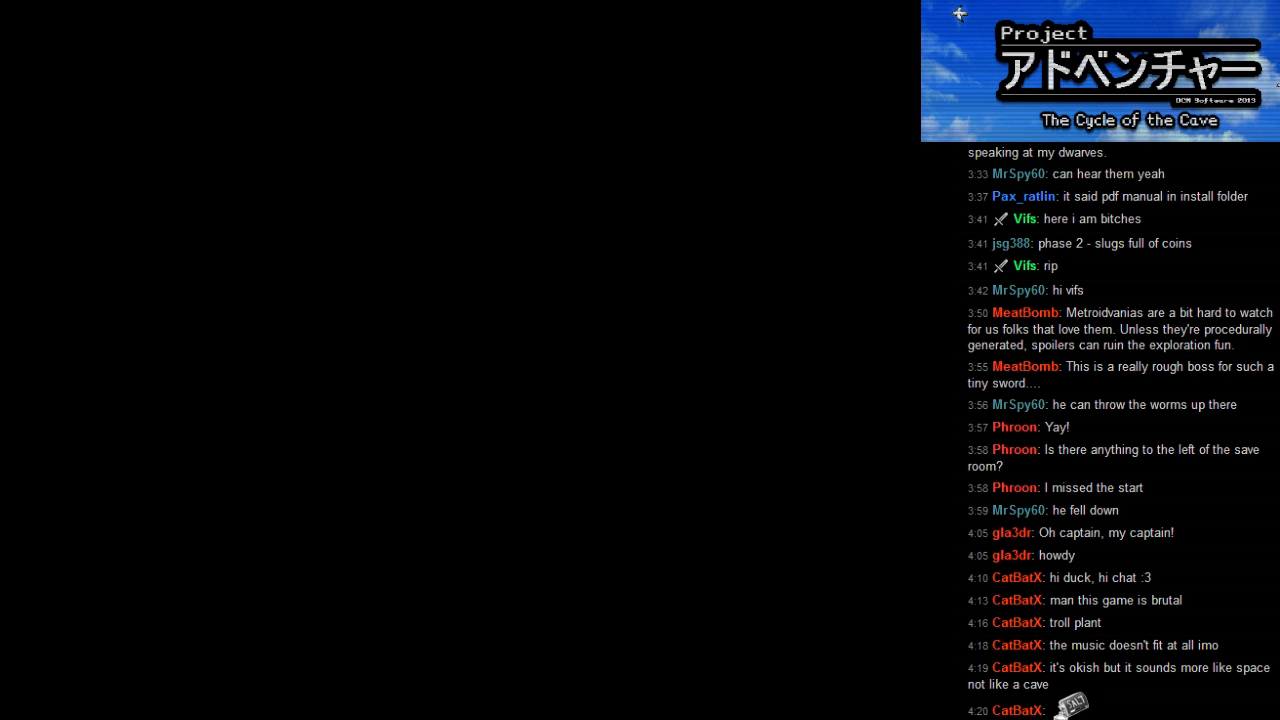 Project
アドベンチャー
DCM Software 2013
The Cycle of the Cave
speaking at my dwarves.
3:33 MrSpy60: can hear them yeah
3:37 Pax_ratlin: it said pdf manual in install folder
3:41 Vifs: here i am bitches
3:41 jsg388: phase 2 - slugs full of coins
3:41 Vifs: rip
3:42 MrSpy60: hi vifs
3:50 MeatBomb: Metroidvanias are a bit hard to watch
for us folks that love them. Unless they're procedurally
generated, spoilers can ruin the exploration fun.
3:55 MeatBomb: This is a really rough boss for such a
tiny sword....
3:56 MrSpy60: he can throw the worms up there
3:57 Phroon: Yay!
3:58 Phroon: Is there anything to the left of the save
room?
3:58 Phroon: I missed the start
3:59 MrSpy60: he fell down
4:05 gla3dr: Oh captain, my captain!
4:05 gla3dr: howdy
4:10 CatBatX: hi duck, hi chat :3
4:13 CatBatX: man this game is brutal
4:16 CatBatX: troll plant
4:18 CatBatX: the music doesn't fit at all imo
4:19 CatBatX: it's okish but it sounds more like space
not like a cave
4:20 CatBatX: SALT